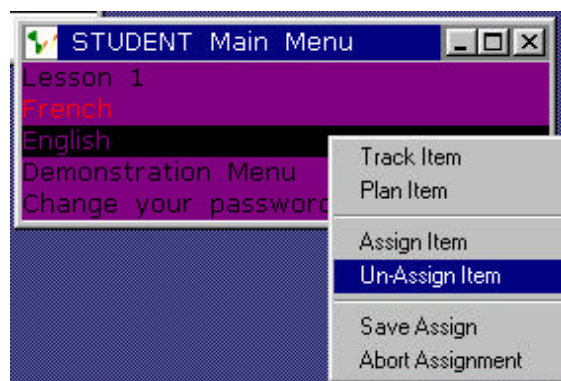 STUDENT Main Menu
Lesson 1
French
English
Demonstration Menu
Change your password
Track Item
Plan Item
Assign Item
Un-Assign Item
Save Assign
Abort Assignment